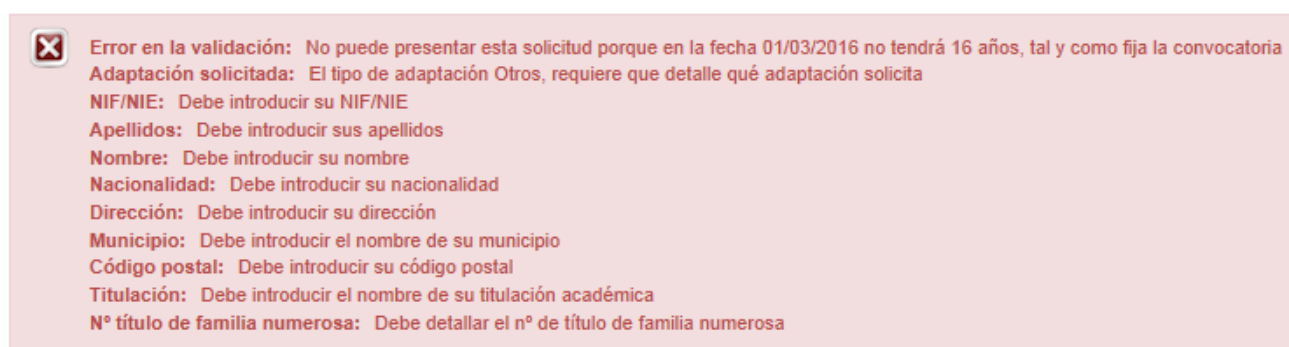 Error en la validación: No puede presentar esta solicitud porque en la fecha 01/03/2016 no tendrá 16 años, tal y como fija la convocatoria
Adaptación solicitada: El tipo de adaptación Otros, requiere que detalle qué adaptación solicita
NIF/NIE: Debe introducir su NIF/NIE
Apellidos: Debe introducir sus apellidos
Nombre: Debe introducir su nombre
Nacionalidad: Debe introducir su nacionalidad
Dirección: Debe introducir su dirección
Municipio: Debe introducir el nombre de su municipio
Código postal: Debe introducir su código postal
Titulación: Debe introducir el nombre de su titulación académica
Nº título de familia numerosa: Debe detallar el nº de título de familia numerosa